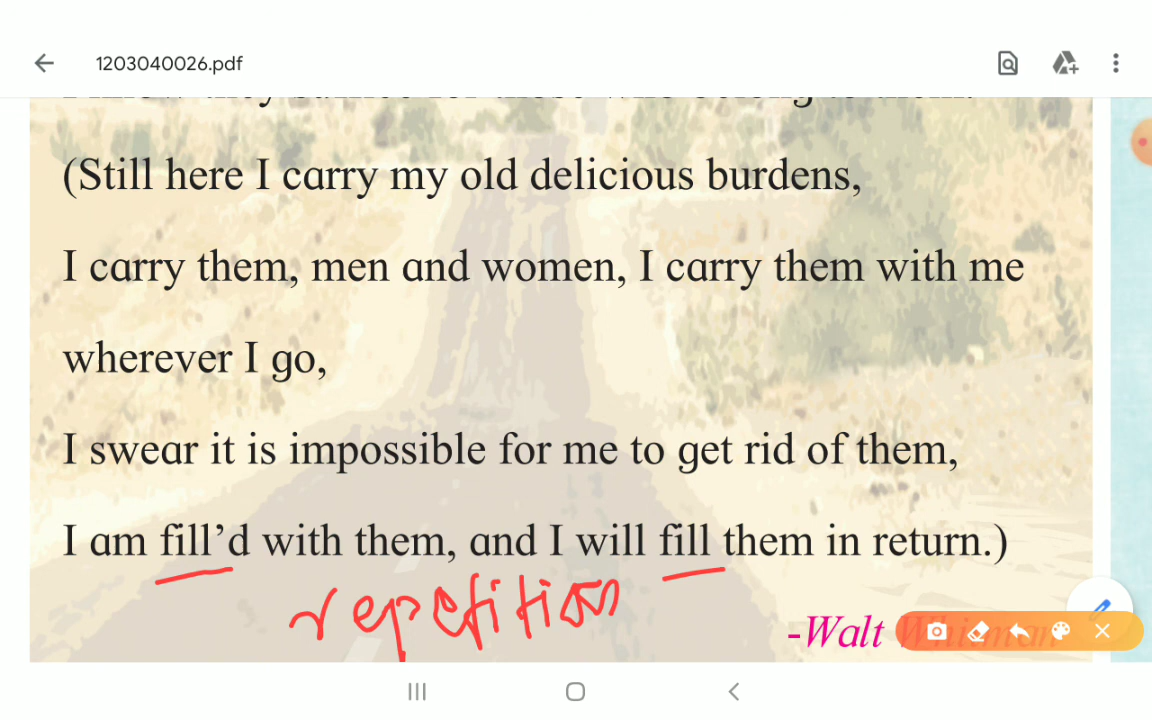 1203040026.pdf
(Still here I carry my old delicious burdens,
I carry them, men and women, I carry them with me
wherever I go,
I swear it is impossible for me to get rid of them,
I am fill’d with them, and I will fill them in return.)
repetition
-Walt Whitman